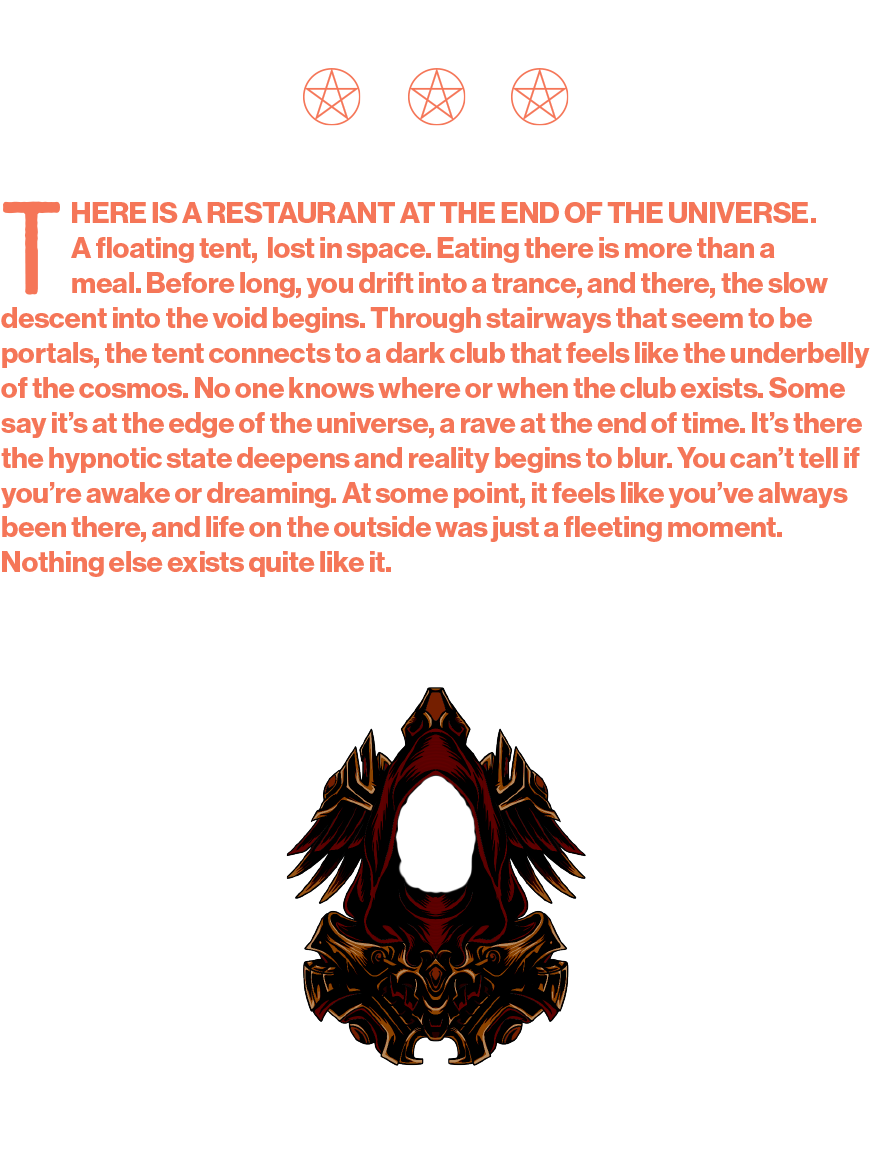 THERE IS A RESTAURANT AT THE END OF THE UNIVERSE.
A floating tent,  lost in space. Eating there is more than a
meal. Before long, you drift into a trance, and there, the slow
descent into the void begins. Through stairways that seem to be
portals, the tent connects to a dark club that feels like the underbelly
of the cosmos. No one knows where or when the club exists. Some
say it’s at the edge of the universe, a rave at the end of time. It’s there
the hypnotic state deepens and reality begins to blur. You can’t tell if
you’re awake or dreaming. At some point, it feels like you’ve always
been there, and life on the outside was just a fleeting moment.
Nothing else exists quite like it.